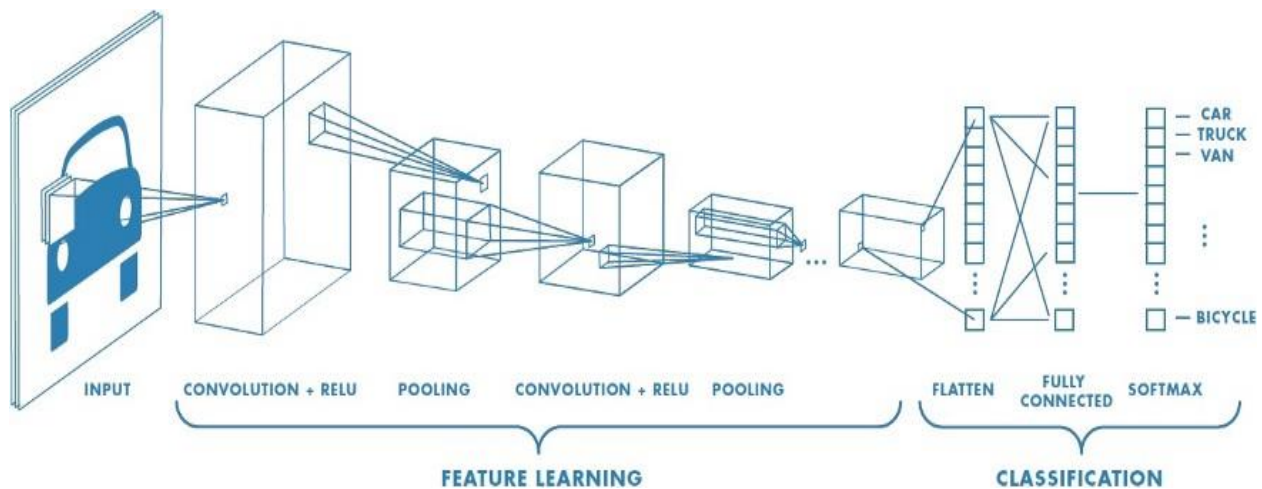 CAR
TRUCK
VAN
BICYCLE
INPUT
CONVOLUTION + RELU
POOLING
CONVOLUTION + RELU
POOLING
FLATTEN
FULLY
CONNECTED
SOFTMAX
FEATURE LEARNING
CLASSIFICATION